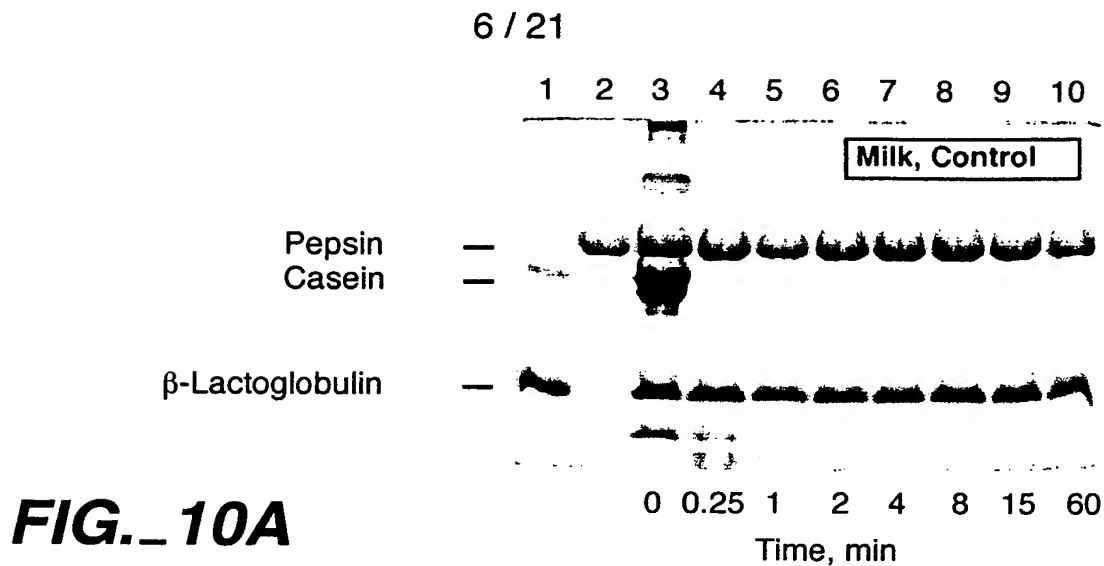 6 / 21
1 2 3 4 5 6 7 8 9 10
Milk, Control
Pepsin
Casein
β-Lactoglobulin
0 0.25 1 2 4 8 15 60
Time, min
FIG._10A